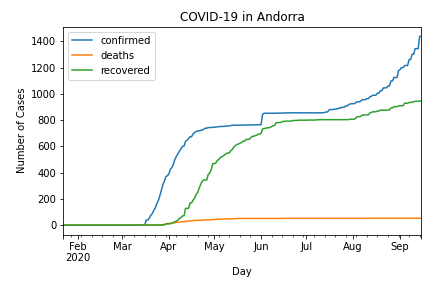 COVID-19 in Andorra
confirmed
deaths
recovered
Number of Cases
1400
1200
1000
800
600
400
200
0
Feb
2020
Mar
Apr
May
Jun
Jul
Aug
Sep
Day